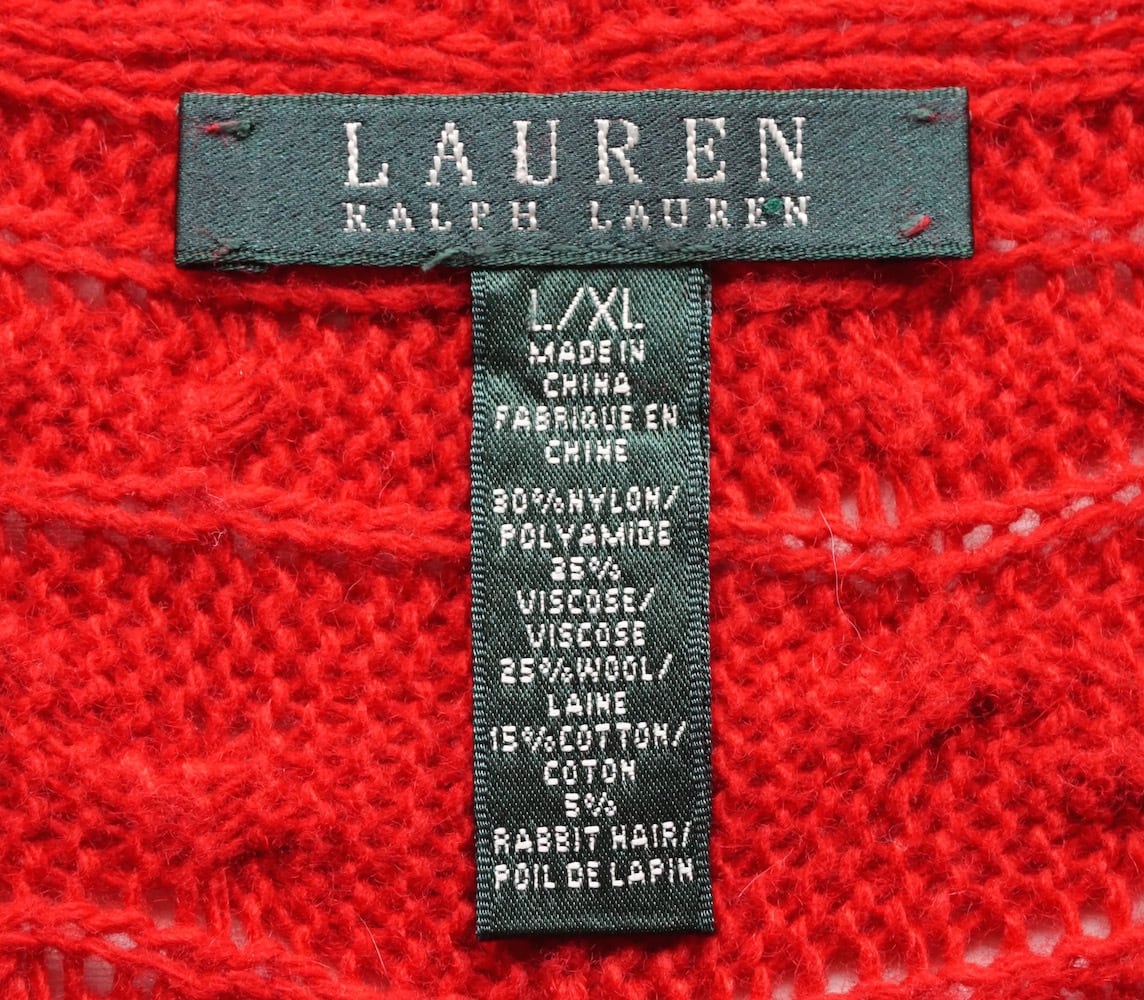 LAUREN
RALPH LAUREN
L/XL
MADE IN
CHINA
FABRIQUE EN
CHINE
30%NYLON/
POLYAMIDE
25%
VISCOSE/
VISCOSE
25%WOOL/
LAINE
15%COTTON/
COTON
5%
RABBIT HAIR/
POIL DE LAPIN